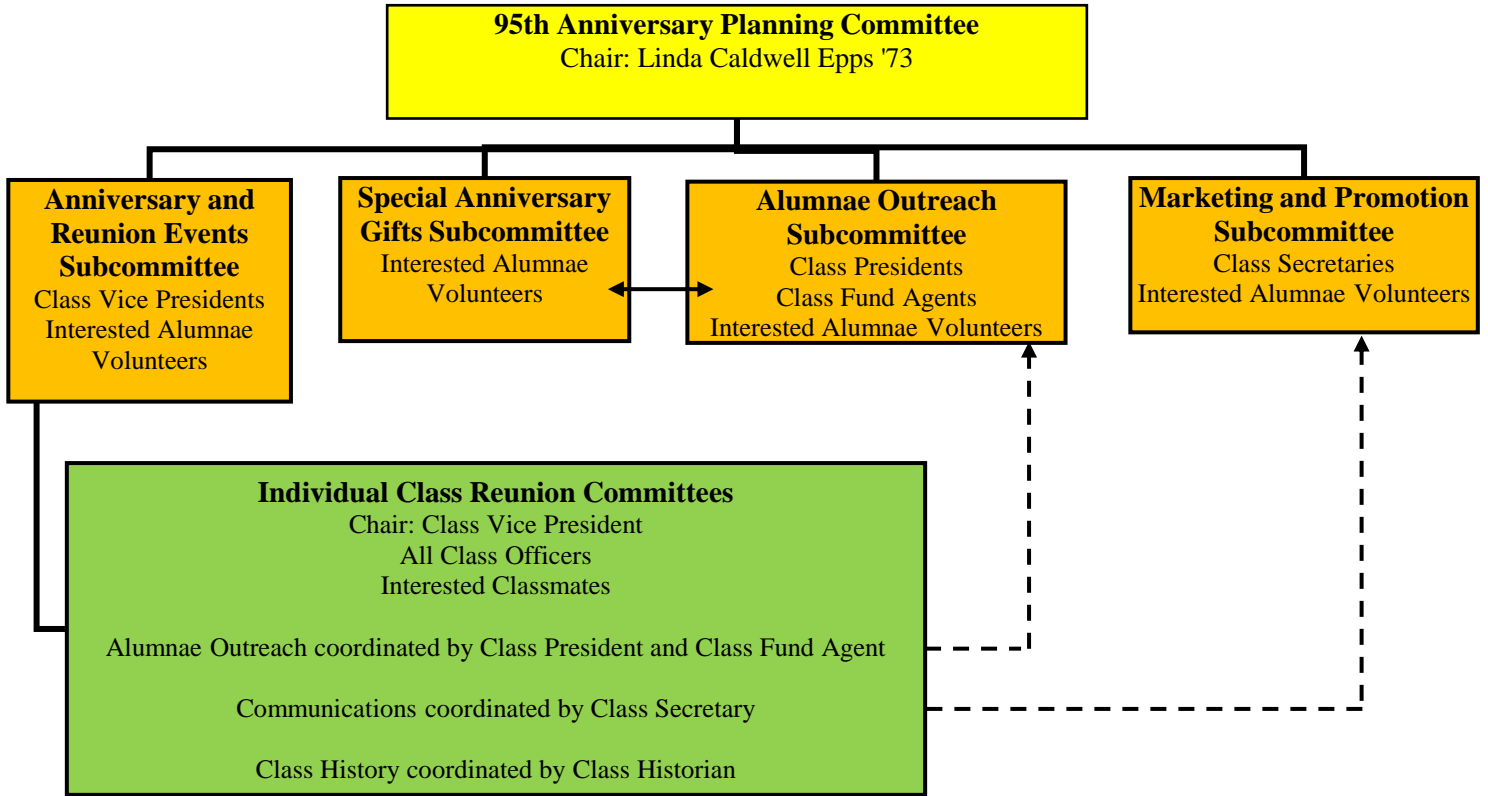 95th Anniversary Planning Committee
Chair: Linda Caldwell Epps '73
Anniversary and
Reunion Events
Subcommittee
Class Vice Presidents
Interested Alumnae
Volunteers
Special Anniversary
Gifts Subcommittee
Interested Alumnae
Volunteers
Alumnae Outreach
Subcommittee
Class Presidents
Class Fund Agents
Interested Alumnae Volunteers
Marketing and Promotion
Subcommittee
Class Secretaries
Interested Alumnae Volunteers
Individual Class Reunion Committees
Chair: Class Vice President
All Class Officers
Interested Classmates
Alumnae Outreach coordinated by Class President and Class Fund Agent
Communications coordinated by Class Secretary
Class History coordinated by Class Historian